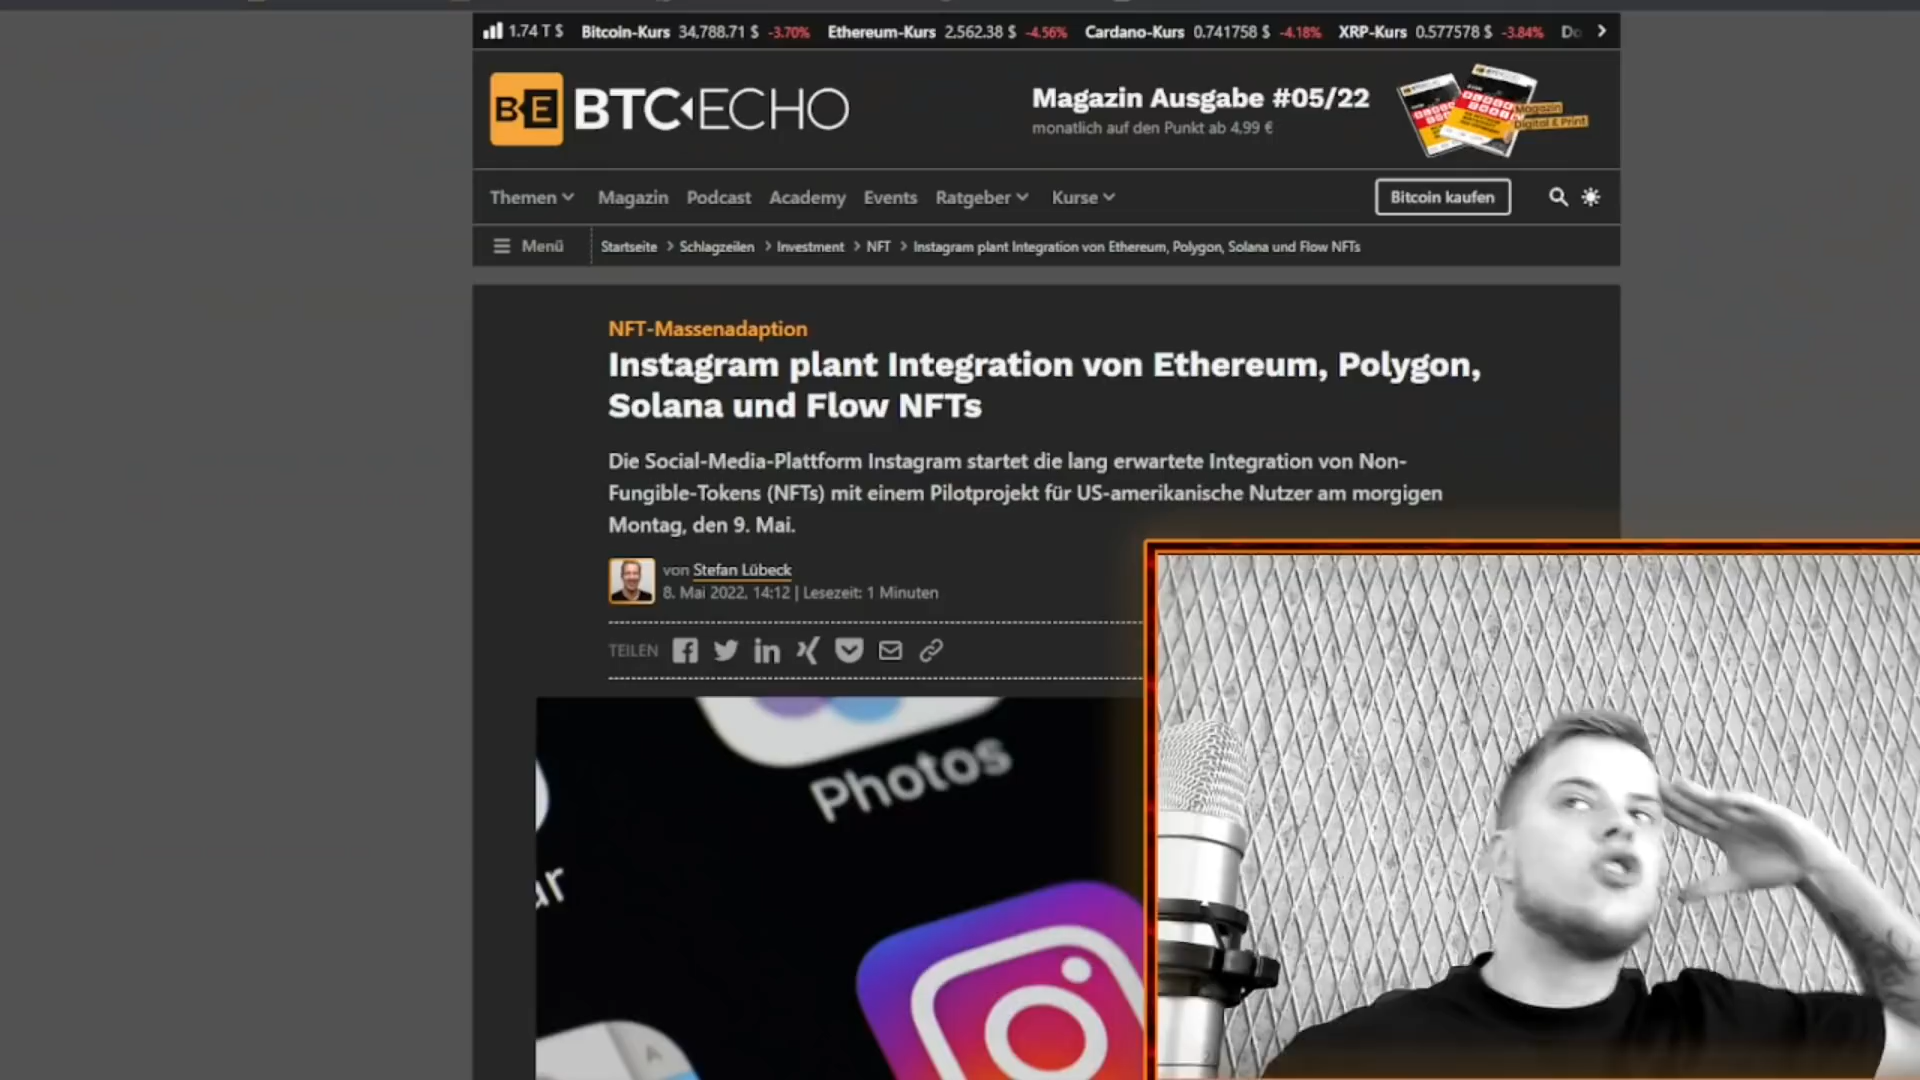 1.74 T $ Bitcoin-Kurs 34,788.71 $ -3.70% Ethereum-Kurs 2,562.38 $ -4.56% Cardano-Kurs 0.741758 $ -4.18% XRP-Kurs 0.577578 $ -3.84% Do
BE BTC ECHO
Magazin Ausgabe #05/22
monatlich auf den Punkt ab 4,99 €
Magazin
Digital & Print
Themen Magazin Podcast Academy Events Ratgeber Kurse Bitcoin kaufen
Menü Startseite > Schlagzeilen > Investment > NFT > Instagram plant Integration von Ethereum, Polygon, Solana und Flow NFTs
NFT-Massenadaption
Instagram plant Integration von Ethereum, Polygon,
Solana und Flow NFTs
Die Social-Media-Plattform Instagram startet die lang erwartete Integration von Non-
Fungible-Tokens (NFTs) mit einem Pilotprojekt für US-amerikanische Nutzer am morgigen
Montag, den 9. Mai.
von Stefan Lübeck
8. Mai 2022, 14:12 | Lesezeit: 1 Minuten
TEILEN
Photos
ar